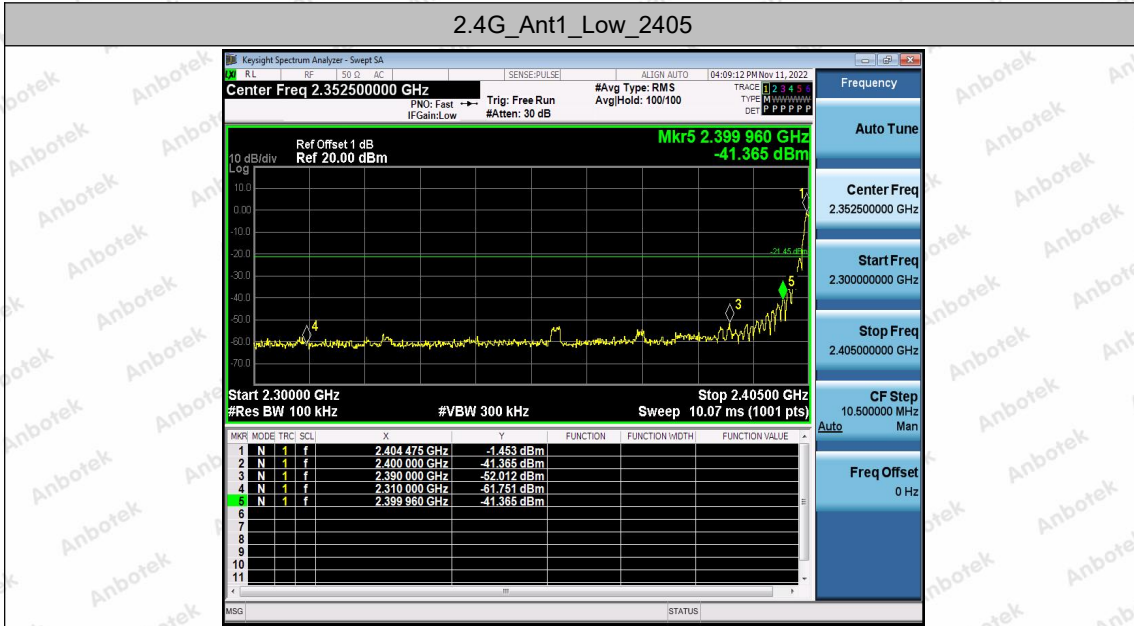 2.4G_Ant1_Low_2405
Keysight Spectrum Analyzer - Swept SA
RL RF 50 Ω AC SENSE:PULSE ALIGN AUTO 04:09:12 PM Nov 11, 2022
Center Freq 2.352500000 GHz
PNO: Fast
IFGain:Low
Trig: Free Run
#Atten: 30 dB
#Avg Type: RMS
Avg|Hold: 100/100
TRACE 1 2 3 4 5 6
TYPE M W W W W W
DET P P P P P P
Mkr5 2.399 960 GHz
-41.365 dBm
Ref Offset 1 dB
10 dB/div Ref 20.00 dBm
Log
10.0
0.00
-10.0
-20.0
-30.0
-40.0
-50.0
-60.0
-70.0
-21.45 dBm
1
5
3
4
Start 2.30000 GHz Stop 2.40500 GHz
#Res BW 100 kHz #VBW 300 kHz Sweep 10.07 ms (1001 pts)
MKR MODE TRC SCL X Y FUNCTION FUNCTION WIDTH FUNCTION VALUE
1 N 1 f 2.404 475 GHz -1.453 dBm
2 N 1 f 2.400 000 GHz -41.365 dBm
3 N 1 f 2.390 000 GHz -52.012 dBm
4 N 1 f 2.310 000 GHz -61.751 dBm
5 N 1 f 2.399 960 GHz -41.365 dBm
6
7
8
9
10
11
MSG STATUS
Frequency
Auto Tune
Center Freq
2.352500000 GHz
Start Freq
2.300000000 GHz
Stop Freq
2.405000000 GHz
CF Step
10.500000 MHz
Auto Man
Freq Offset
0 Hz
Anbotek